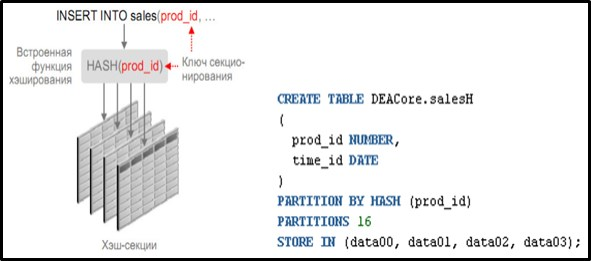 INSERT INTO sales(prod_id, ...
Встроенная
функция
хэширования
HASH(prod_id)
Ключ секцио-
нирования
Хэш-секции
CREATE TABLE DEACore.salesH
(
prod_id NUMBER,
time_id DATE
)
PARTITION BY HASH (prod_id)
PARTITIONS 16
STORE IN (data00, data01, data02, data03);